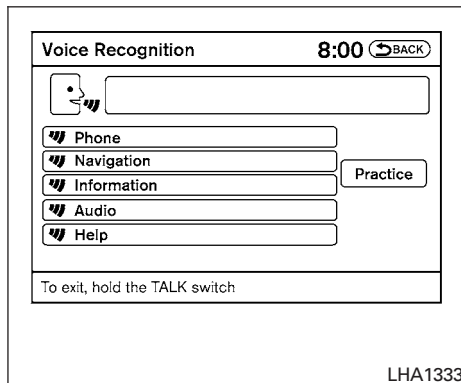 Voice Recognition 8:00 BACK
Phone
Navigation
Information
Practice
Audio
Help
To exit, hold the TALK switch
LHA1333